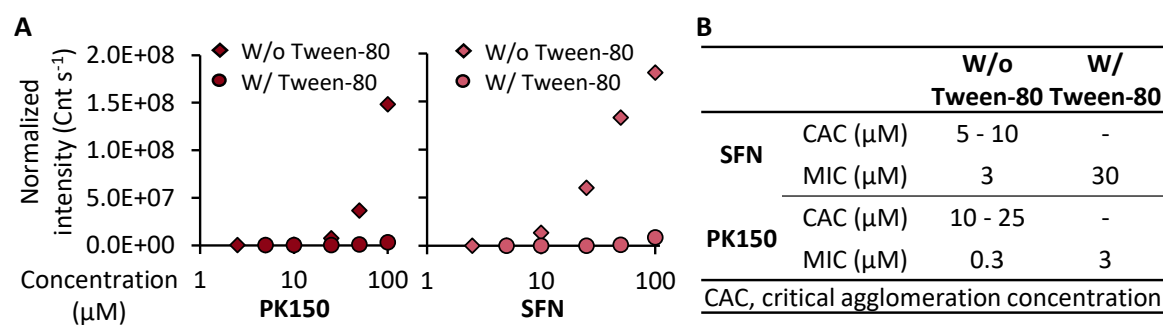 A
Normalized
intensity (Cnt s-1)
2.0E+08
1.5E+08
1.0E+08
5.0E+07
0.0E+00
W/o Tween-80
W/ Tween-80
W/o Tween-80
W/ Tween-80
Concentration
(µM)
1 10 100
PK150
1 10 100
SFN
B
W/o W/
Tween-80 Tween-80
SFN
CAC (µM) 5 - 10 -
MIC (µM) 3 30
PK150
CAC (µM) 10 - 25 -
MIC (µM) 0.3 3
CAC, critical agglomeration concentration